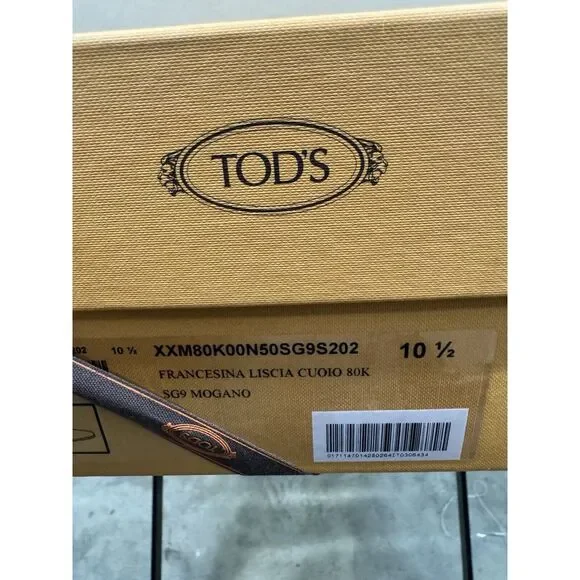 TOD'S
202 10 ½ XXM80K00N50SG9S202 10 ½
FRANCESINA LISCIA CUOIO 80K
SG9 MOGANO